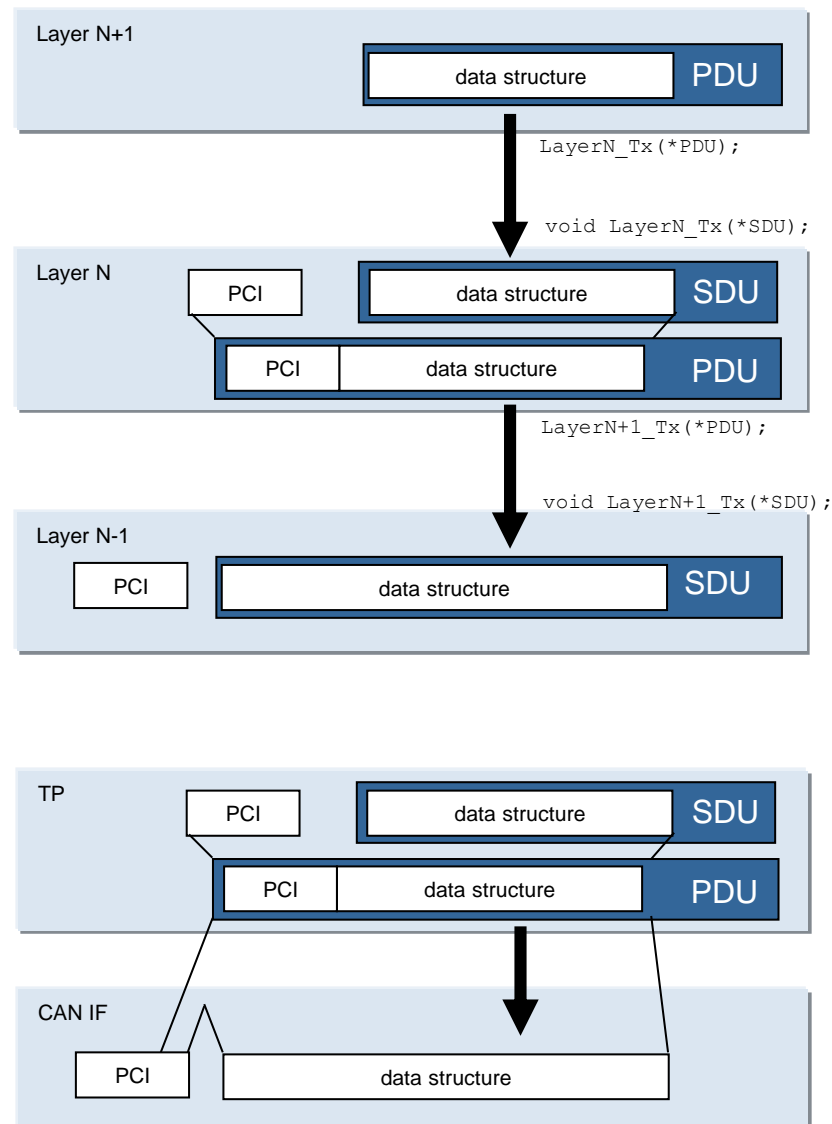 Layer N+1
data structure PDU
LayerN_Tx(*PDU);
void LayerN_Tx(*SDU);
Layer N
PCI data structure SDU
PCI data structure PDU
LayerN+1_Tx(*PDU);
void LayerN+1_Tx(*SDU);
Layer N-1
PCI data structure SDU
TP
PCI data structure SDU
PCI data structure PDU
CAN IF
PCI data structure